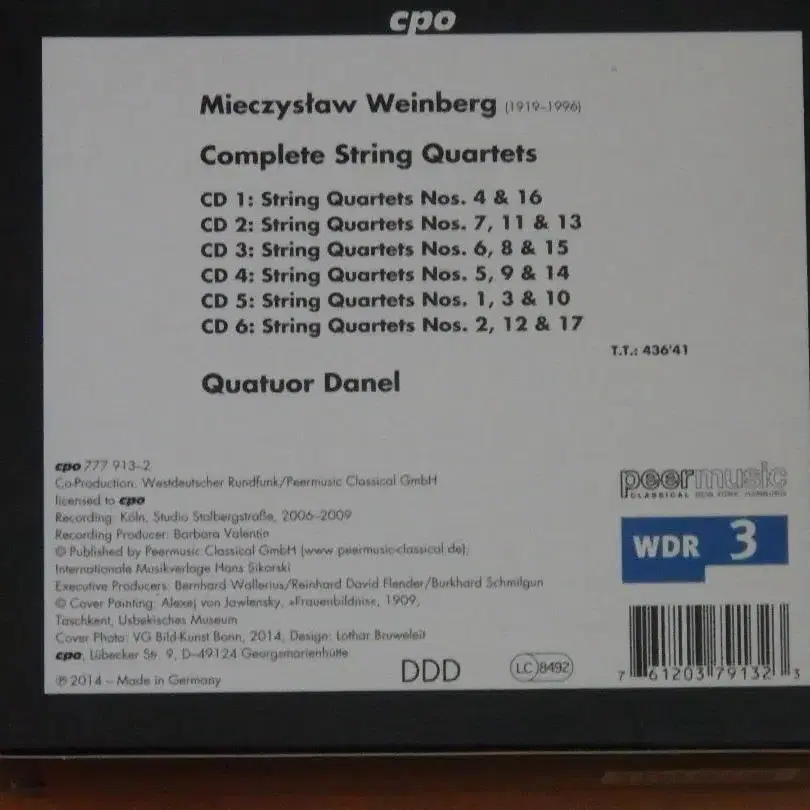 cpo
Mieczysław Weinberg (1919–1996)
Complete String Quartets
CD 1: String Quartets Nos. 4 & 16
CD 2: String Quartets Nos. 7, 11 & 13
CD 3: String Quartets Nos. 6, 8 & 15
CD 4: String Quartets Nos. 5, 9 & 14
CD 5: String Quartets Nos. 1, 3 & 10
CD 6: String Quartets Nos. 2, 12 & 17
T.T.: 436'41
Quatuor Danel
cpo 777 913–2
Co-Production: Westdeutscher Rundfunk/Peermusic Classical GmbH
licensed to cpo
Recording: Köln, Studio Stolbergstraße, 2006–2009
Recording Producer: Barbara Valentin
© Published by Peermusic Classical GmbH (www.peermusic-classical.de);
Internationale Musikverlage Hans Sikorski
Executive Producers: Bernhard Wallerius/Reinhard David Flender/Burkhard Schmilgun
© Cover Painting: Alexej von Jawlensky, »Frauenbildnis«, 1909,
Taschkent, Usbekisches Museum
Cover Photo: VG Bild-Kunst Bonn, 2014, Design: Lothar Bruweleit
cpo, Lübecker Str. 9, D–49124 Georgsmarienhütte
℗ 2014 – Made in Germany
DDD
LC 8492
peermusic
CLASSICAL NEW YORK HAMBURG
WDR 3
7 61203 79132 3